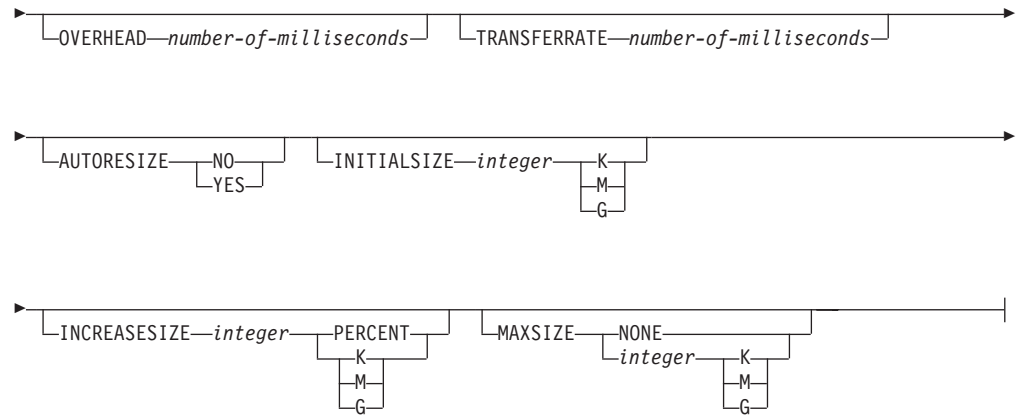 OVERHEAD number-of-milliseconds TRANSFERRATE number-of-milliseconds
AUTORESIZE NO INITIALSIZE integer K
YES M
G
INCREASESIZE integer PERCENT MAXSIZE NONE
K integer K
M M
G G